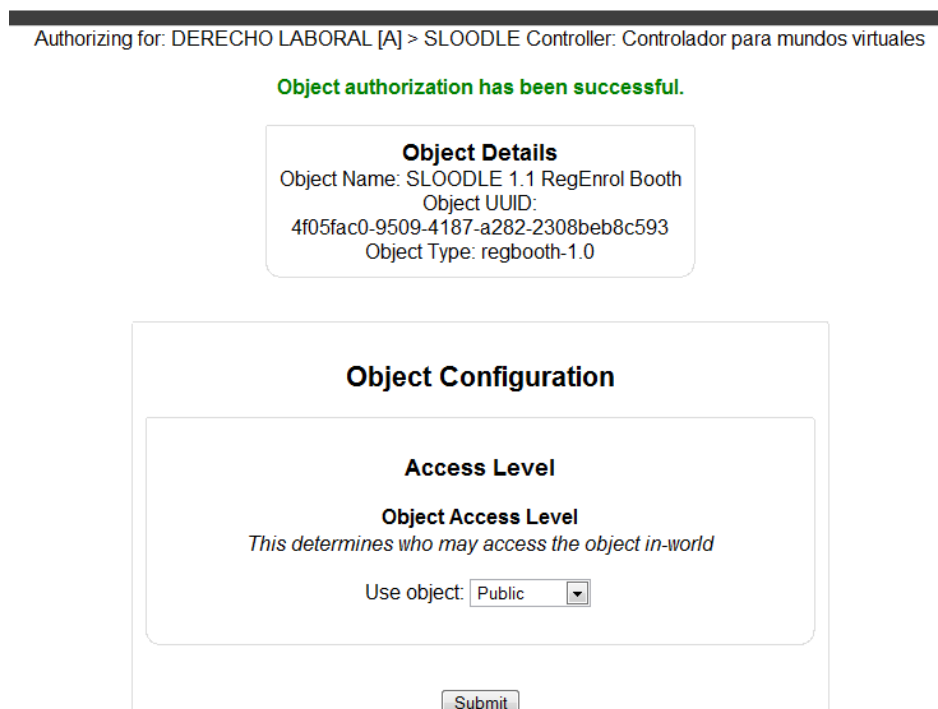 Authorizing for: DERECHO LABORAL [A] > SLOODLE Controller: Controlador para mundos virtuales
Object authorization has been successful.
Object Details
Object Name: SLOODLE 1.1 RegEnrol Booth
Object UUID:
4f05fac0-9509-4187-a282-2308beb8c593
Object Type: regbooth-1.0
Object Configuration
Access Level
Object Access Level
This determines who may access the object in-world
Use object: Public
Submit